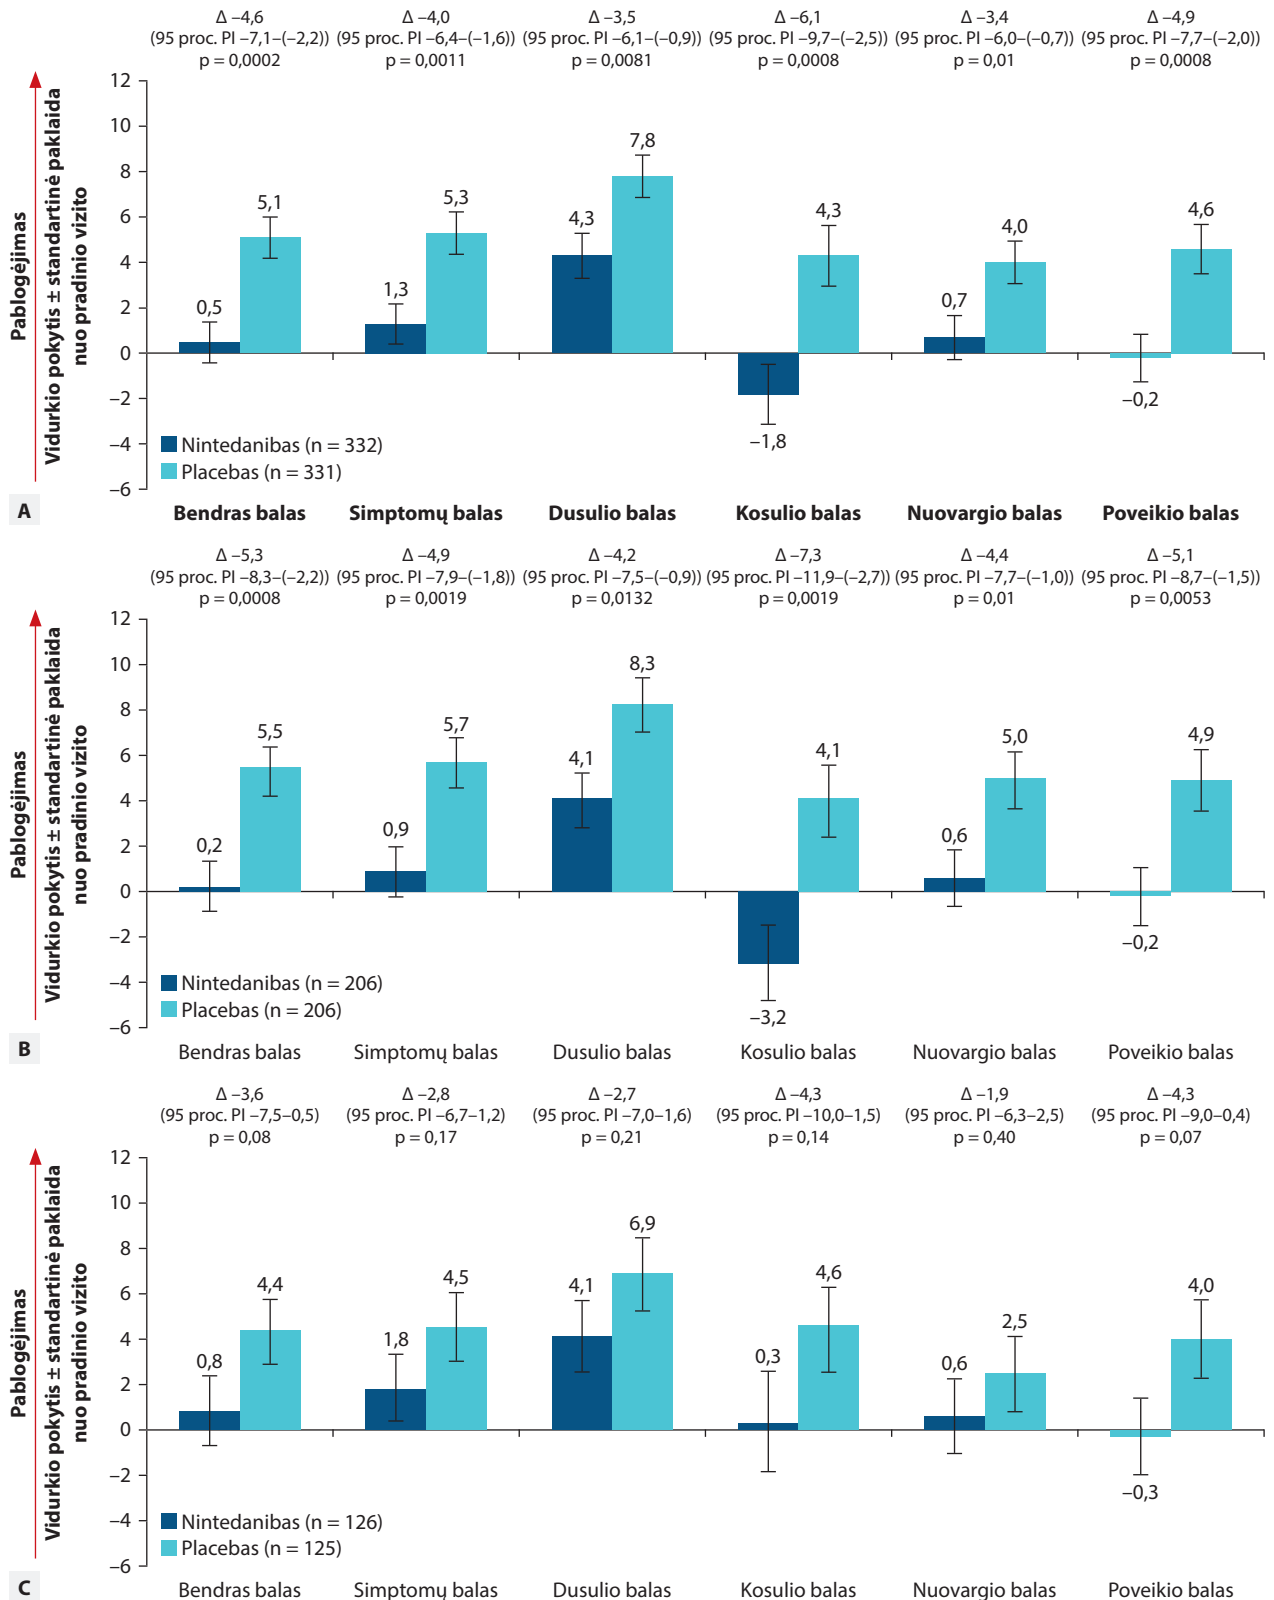 Δ –4,6
(95 proc. PI –7,1–(–2,2))
p = 0,0002
Δ –4,0
(95 proc. PI –6,4–(–1,6))
p = 0,0011
Δ –3,5
(95 proc. PI –6,1–(–0,9))
p = 0,0081
Δ –6,1
(95 proc. PI –9,7–(–2,5))
p = 0,0008
Δ –3,4
(95 proc. PI –6,0–(–0,7))
p = 0,01
Δ –4,9
(95 proc. PI –7,7–(–2,0))
p = 0,0008
Pablogėjimas
Vidurkio pokytis ± standartinė paklaida
nuo pradinio vizito
12
10
8
6
4
2
0
–2
–4
–6
0,5
5,1
1,3
5,3
4,3
7,8
–1,8
4,3
0,7
4,0
–0,2
4,6
Nintedanibas (n = 332)
Placebas (n = 331)
A
Bendras balas
Simptomų balas
Dusulio balas
Kosulio balas
Nuovargio balas
Poveikio balas
Δ –5,3
(95 proc. PI –8,3–(–2,2))
p = 0,0008
Δ –4,9
(95 proc. PI –7,9–(–1,8))
p = 0,0019
Δ –4,2
(95 proc. PI –7,5–(–0,9))
p = 0,0132
Δ –7,3
(95 proc. PI –11,9–(–2,7))
p = 0,0019
Δ –4,4
(95 proc. PI –7,7–(–1,0))
p = 0,01
Δ –5,1
(95 proc. PI –8,7–(–1,5))
p = 0,0053
Pablogėjimas
Vidurkio pokytis ± standartinė paklaida
nuo pradinio vizito
12
10
8
6
4
2
0
–2
–4
–6
0,2
5,5
0,9
5,7
4,1
8,3
–3,2
4,1
0,6
5,0
–0,2
4,9
Nintedanibas (n = 206)
Placebas (n = 206)
B
Bendras balas
Simptomų balas
Dusulio balas
Kosulio balas
Nuovargio balas
Poveikio balas
Δ –3,6
(95 proc. PI –7,5–0,5)
p = 0,08
Δ –2,8
(95 proc. PI –6,7–1,2)
p = 0,17
Δ –2,7
(95 proc. PI –7,0–1,6)
p = 0,21
Δ –4,3
(95 proc. PI –10,0–1,5)
p = 0,14
Δ –1,9
(95 proc. PI –6,3–2,5)
p = 0,40
Δ –4,3
(95 proc. PI –9,0–0,4)
p = 0,07
Pablogėjimas
Vidurkio pokytis ± standartinė paklaida
nuo pradinio vizito
12
10
8
6
4
2
0
–2
–4
–6
0,8
4,4
1,8
4,5
4,1
6,9
0,3
4,6
0,6
2,5
–0,3
4,0
Nintedanibas (n = 126)
Placebas (n = 125)
C
Bendras balas
Simptomų balas
Dusulio balas
Kosulio balas
Nuovargio balas
Poveikio balas